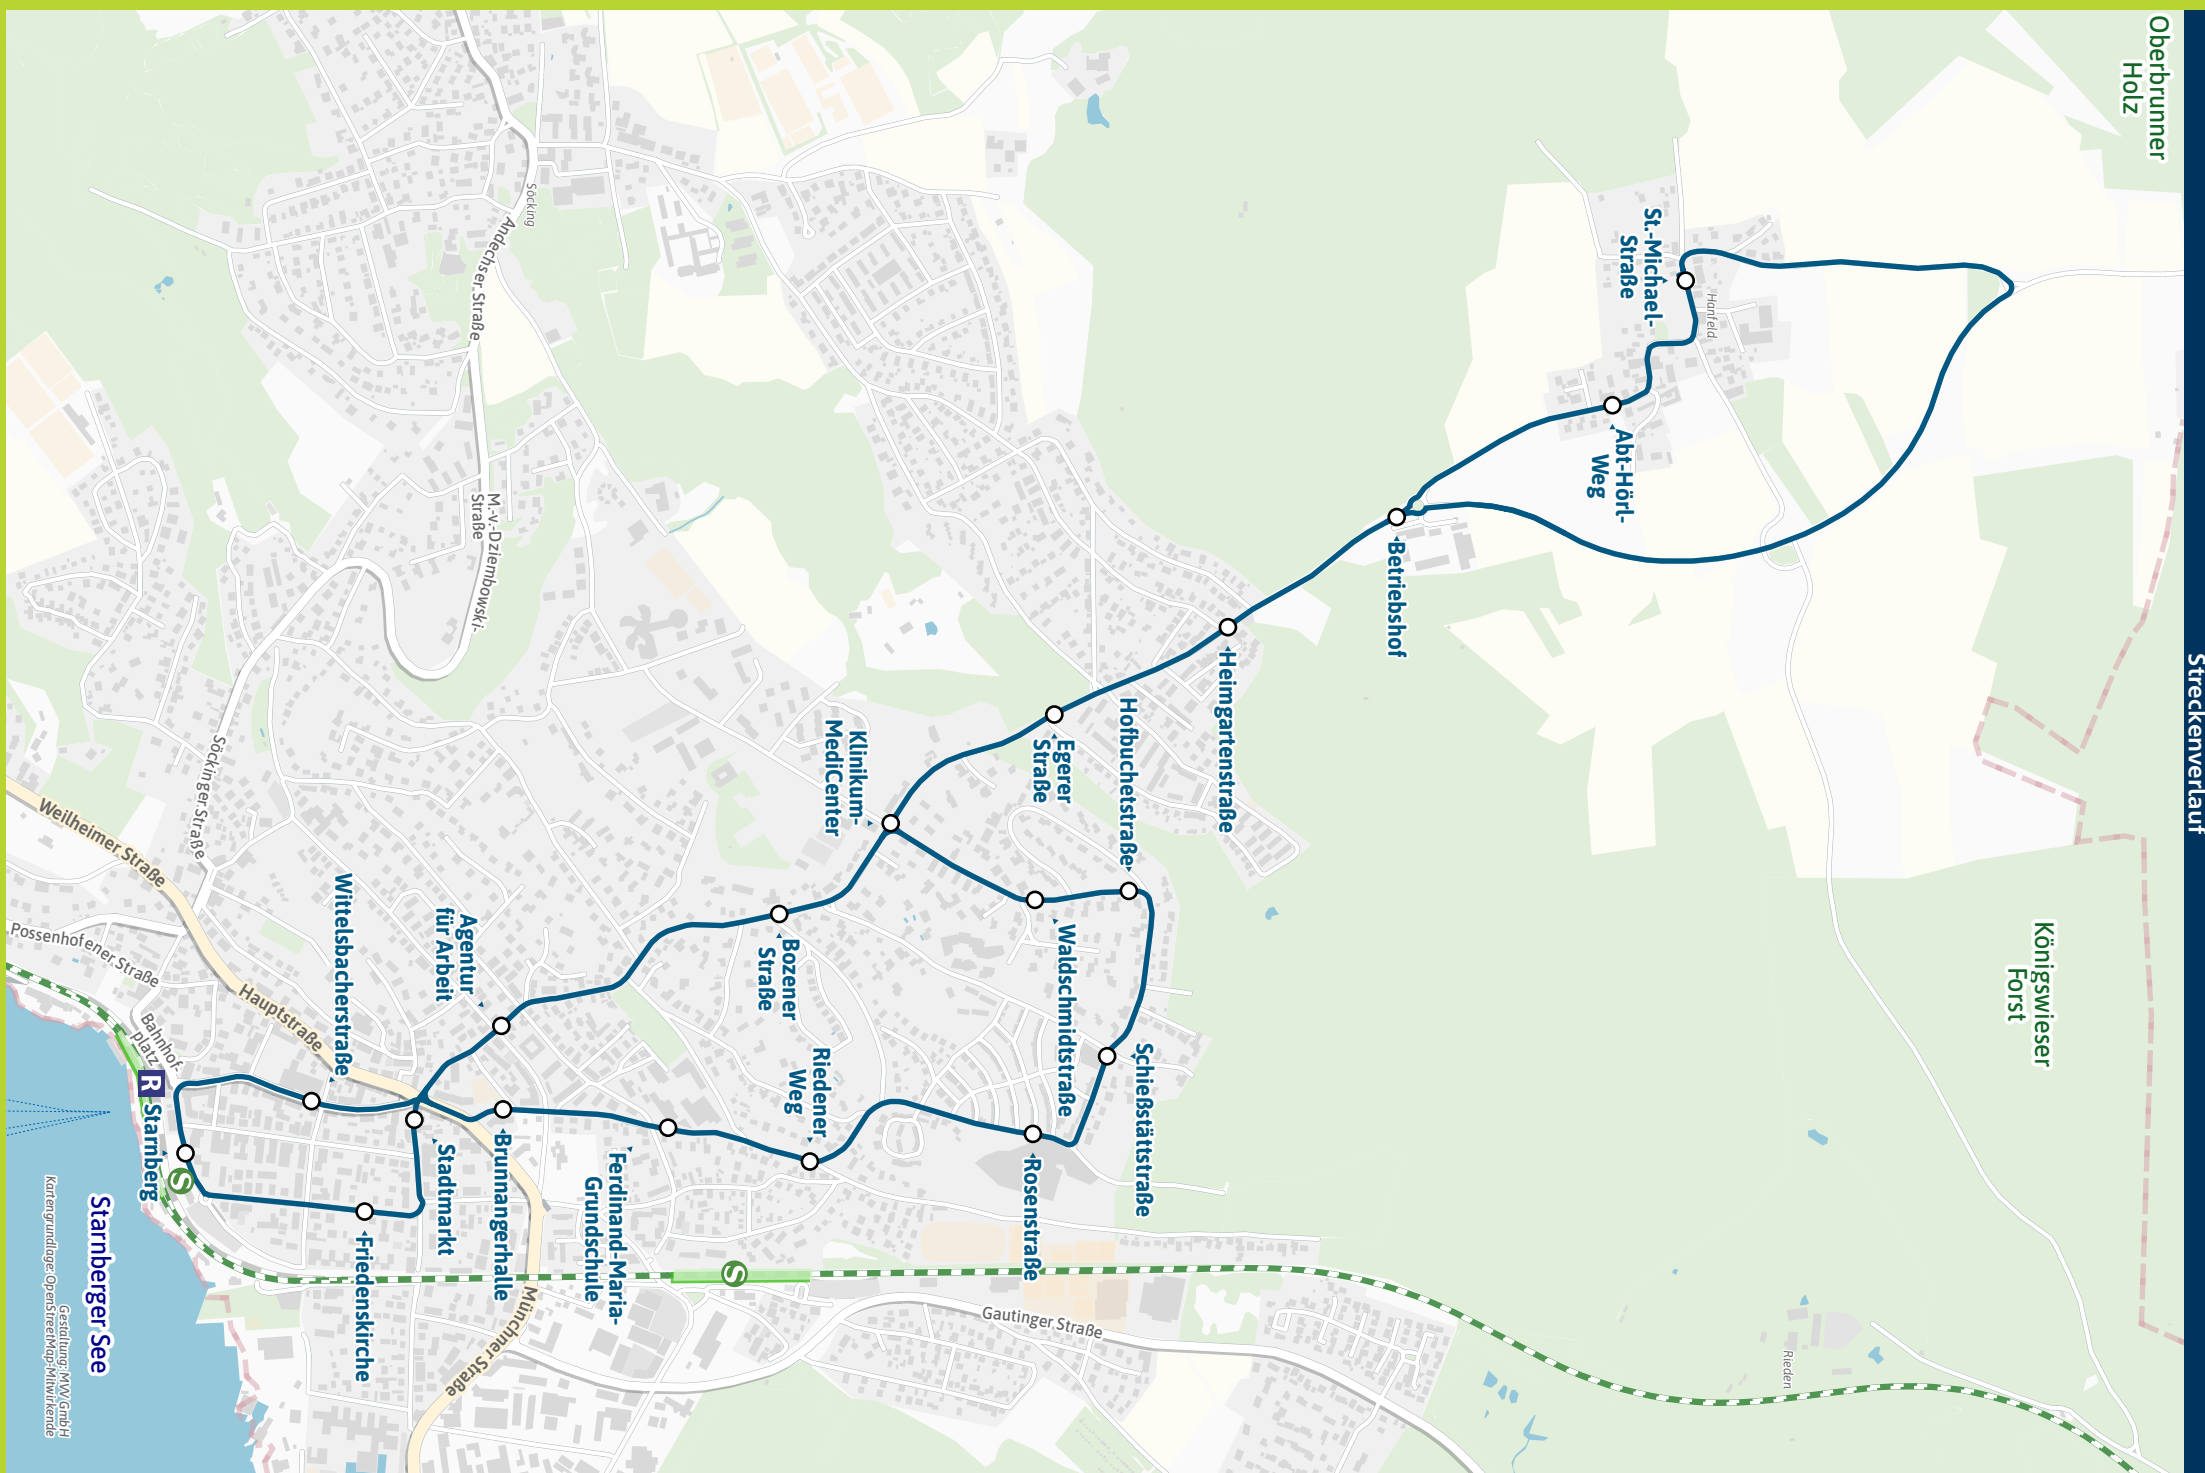 Streckenverlauf
Oberbrunner
Holz
Königswieser
Forst
St.-Michael-
Straße
Hanfeld
Abt-Hörl-
Weg
Betriebshof
Heimgartenstraße
Hofbuchetstraße
Egerer
Straße
Klinikum-
MediCenter
Waldschmidtstraße
Schießstättstraße
Rosenstraße
Bozener
Straße
Riedener
Weg
Ferdinand-Maria-
Grundschule
Brunnangerhalle
Agentur
für Arbeit
Stadtmarkt
Wittelsbacherstraße
Friedenskirche
R
Starnberg
S
S
Söcking
Andechser Straße
M.-v.-Dziembowski-
Straße
Söckinger Straße
Weilheimer Straße
Possenhofener Straße
Hauptstraße
Bahnhof-
platz
Münchner Straße
Gautinger Straße
Rieden
Starnberger See
Gestaltung: MVV GmbH
Kartengrundlage: OpenStreetMap-Mitwirkende